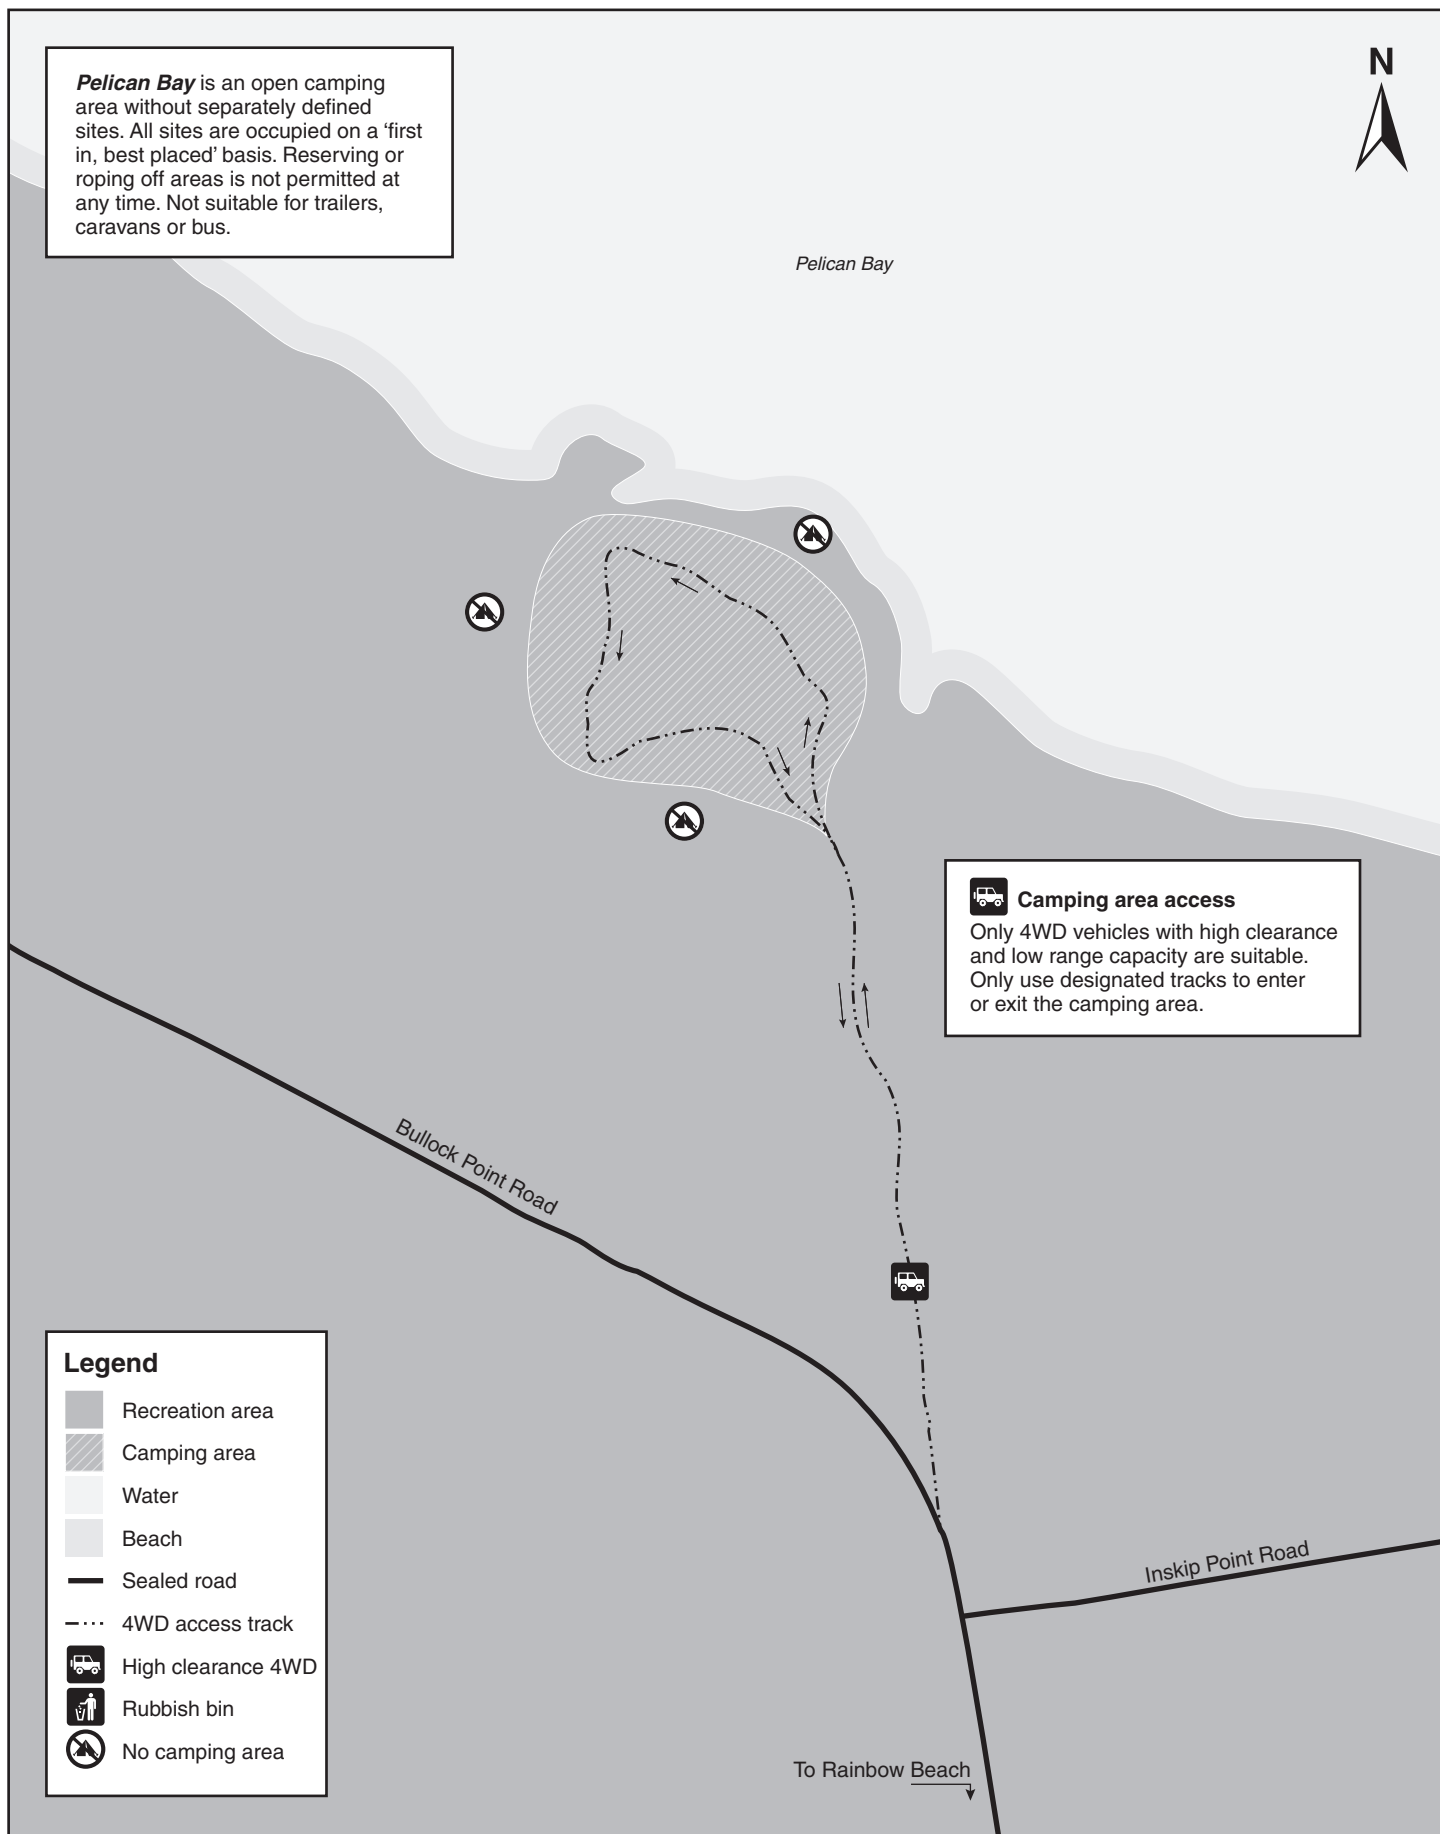 Pelican Bay is an open camping
area without separately defined
sites. All sites are occupied on a ‘first
in, best placed’ basis. Reserving or
roping off areas is not permitted at
any time. Not suitable for trailers,
caravans or bus.
N
Pelican Bay
Camping area access
Only 4WD vehicles with high clearance
and low range capacity are suitable.
Only use designated tracks to enter
or exit the camping area.
Bullock Point Road
Inskip Point Road
To Rainbow Beach
Legend
Recreation area
Camping area
Water
Beach
Sealed road
4WD access track
High clearance 4WD
Rubbish bin
No camping area